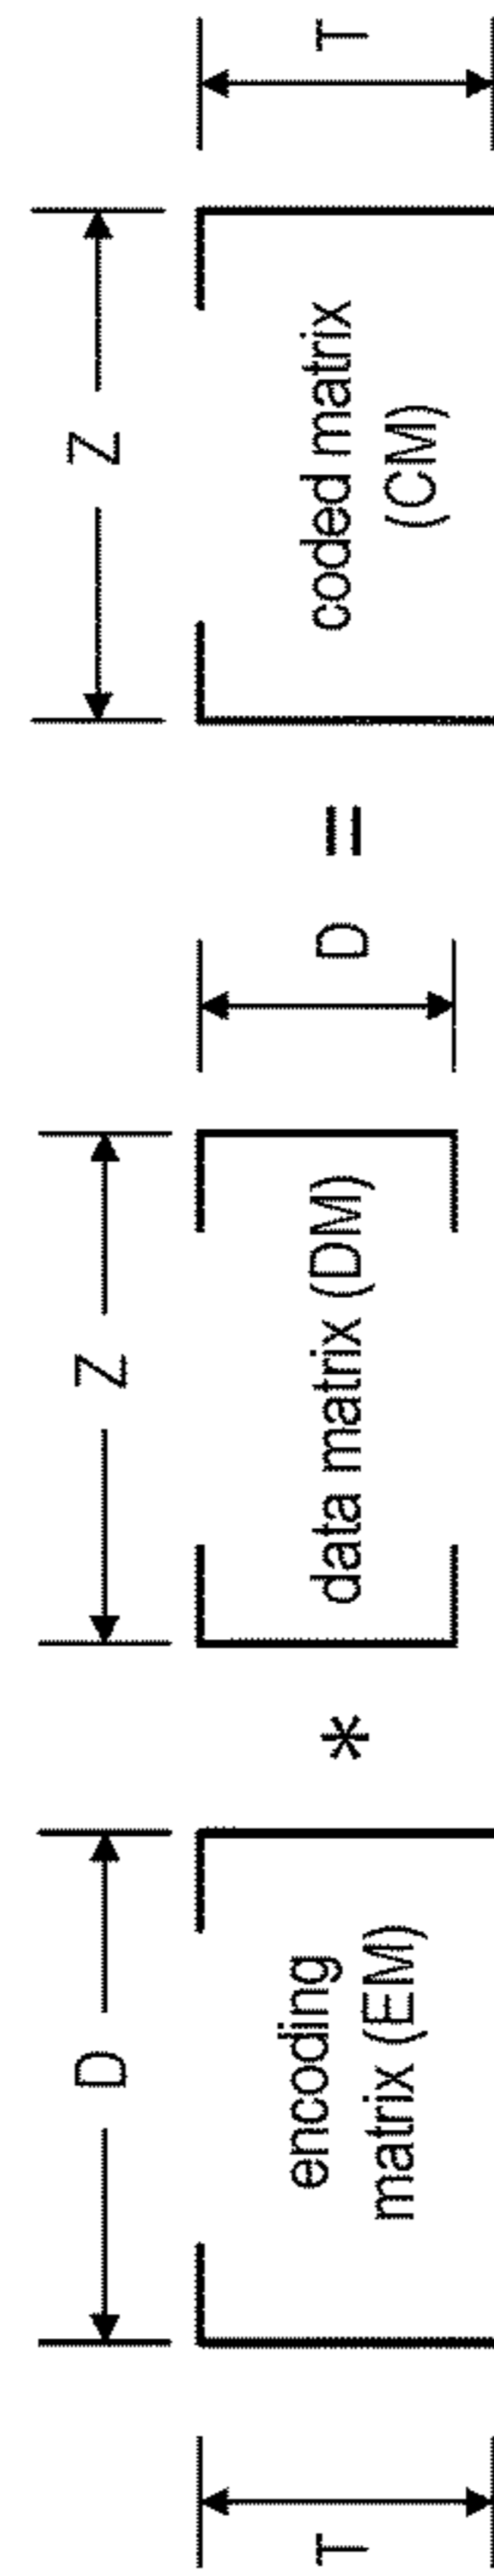 T
D
encoding
matrix (EM)
*
Z
data matrix (DM)
D
=
Z
coded matrix
(CM)
T